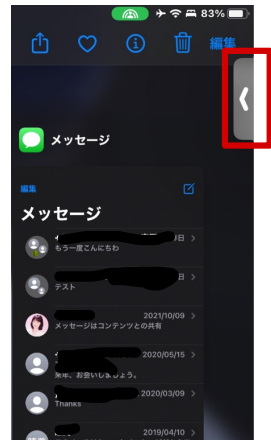 83%
編集
メッセージ
編集
メッセージ
日
もう一度こんにちわ
日
テスト
2021/10/09
メッセージはコンテンツとの共有
2020/05/15
来年、お会いしましょう。
2020/03/09
Thanks
2019/04/10